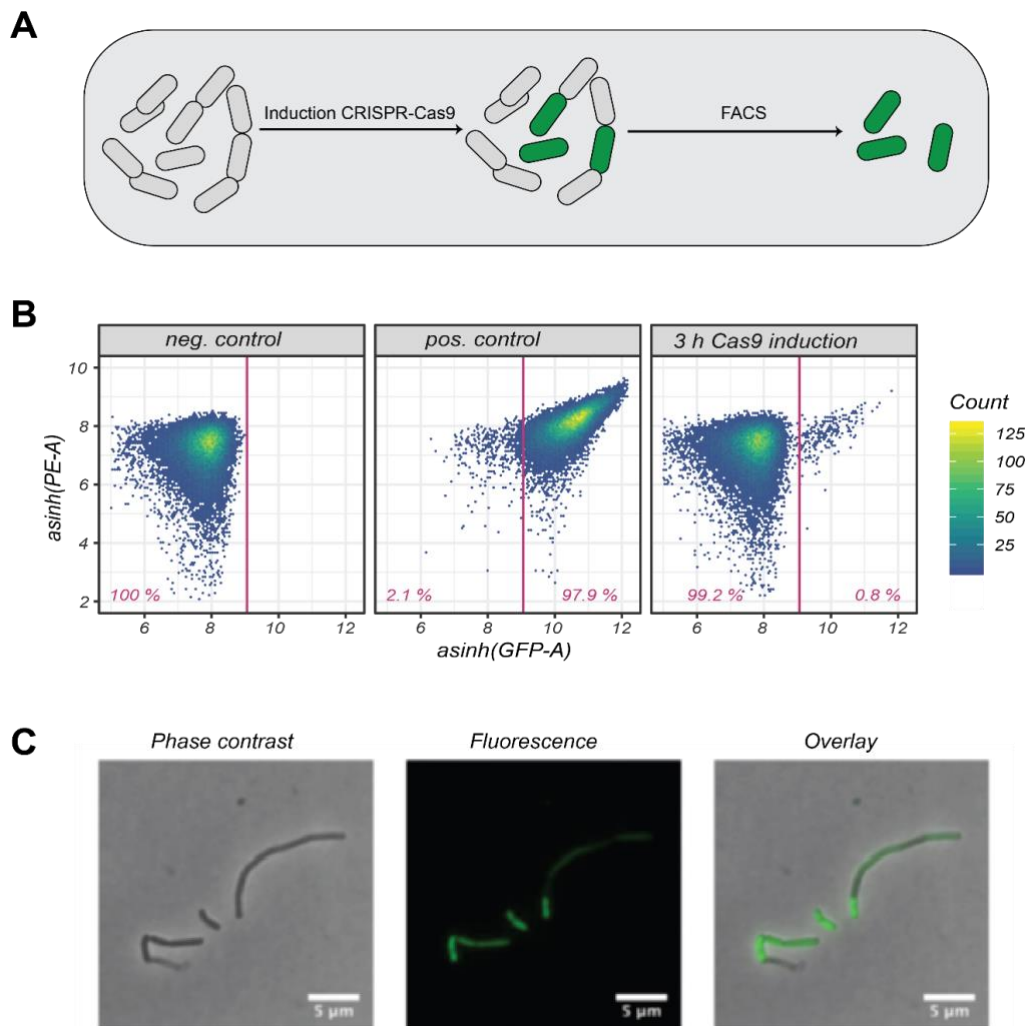 A
Induction CRISPR-Cas9
FACS
B
neg. control
pos. control
3 h Cas9 induction
asinh(PE-A)
10
8
6
4
2
100 %
2.1 %
97.9 %
99.2 %
0.8 %
6
8
10
12
6
8
10
12
6
8
10
12
asinh(GFP-A)
Count
125
100
75
50
25
C
Phase contrast
Fluorescence
Overlay
5 µm
5 µm
5 µm